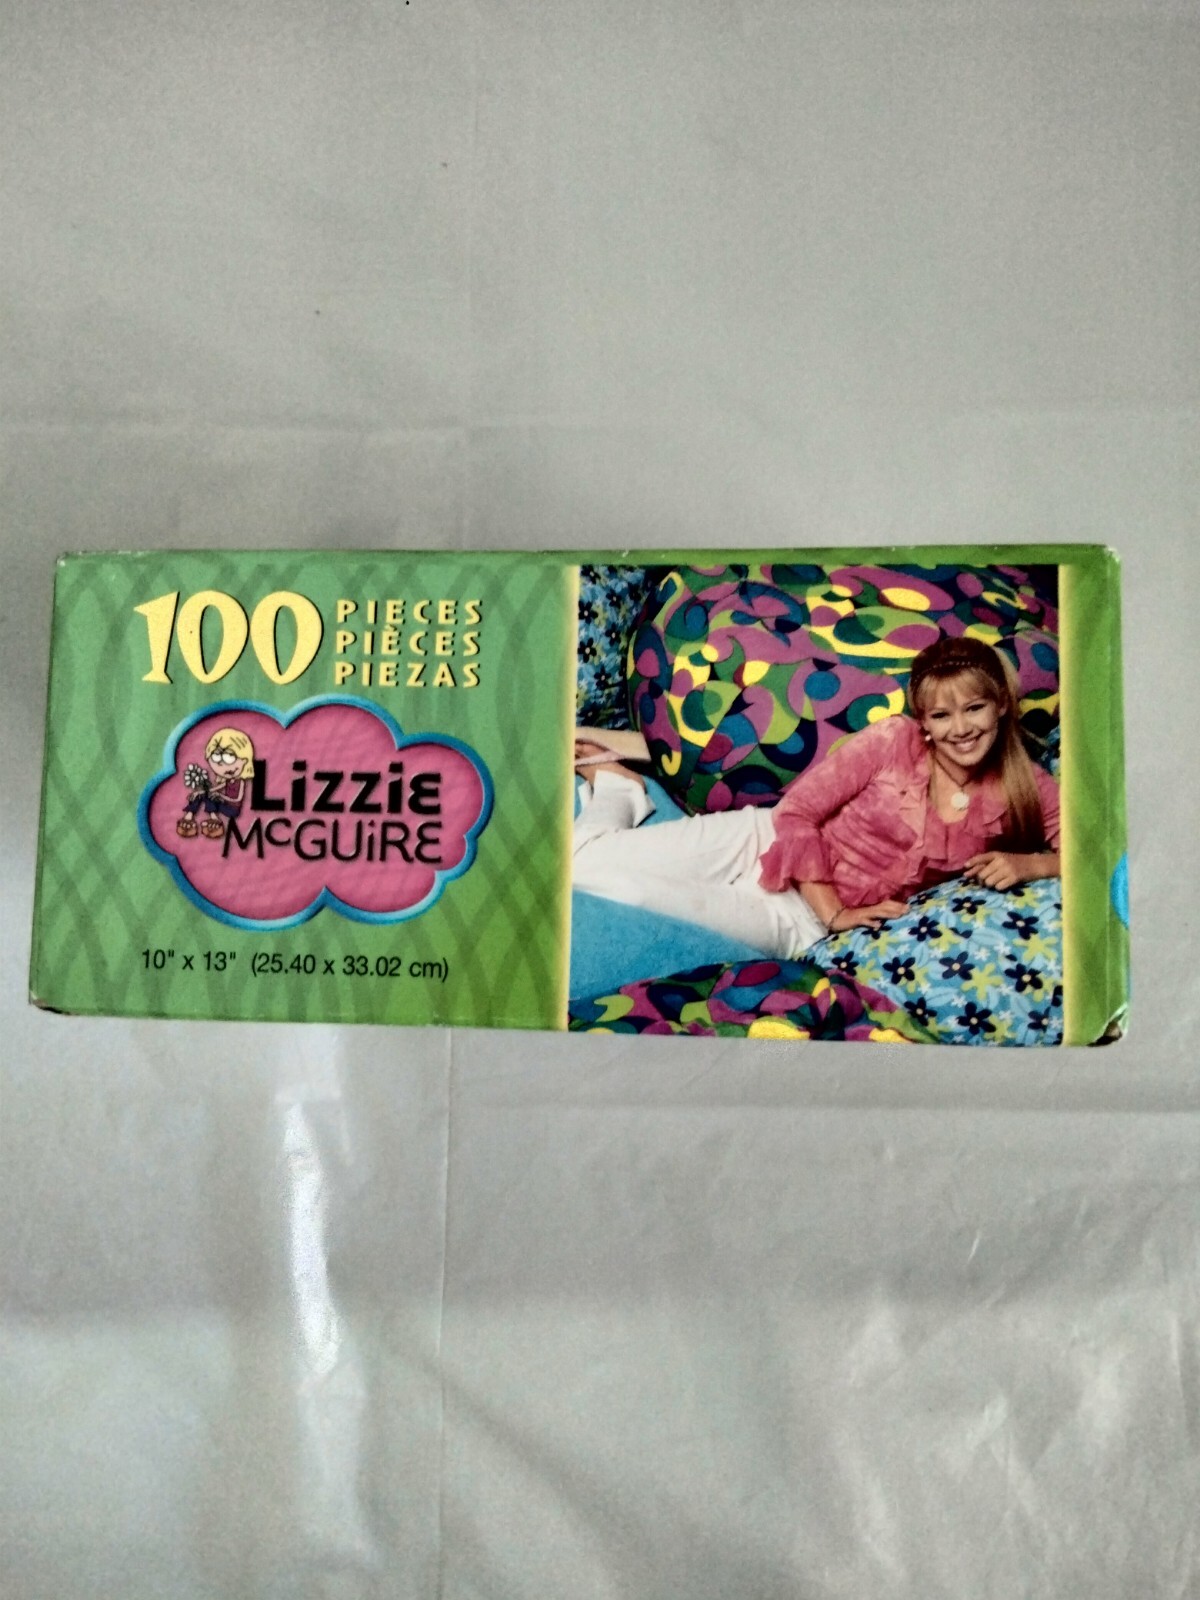 100 PIECES
PIÈCES
PIEZAS
Lizzie
McGUiRE
10" x 13" (25.40 x 33.02 cm)